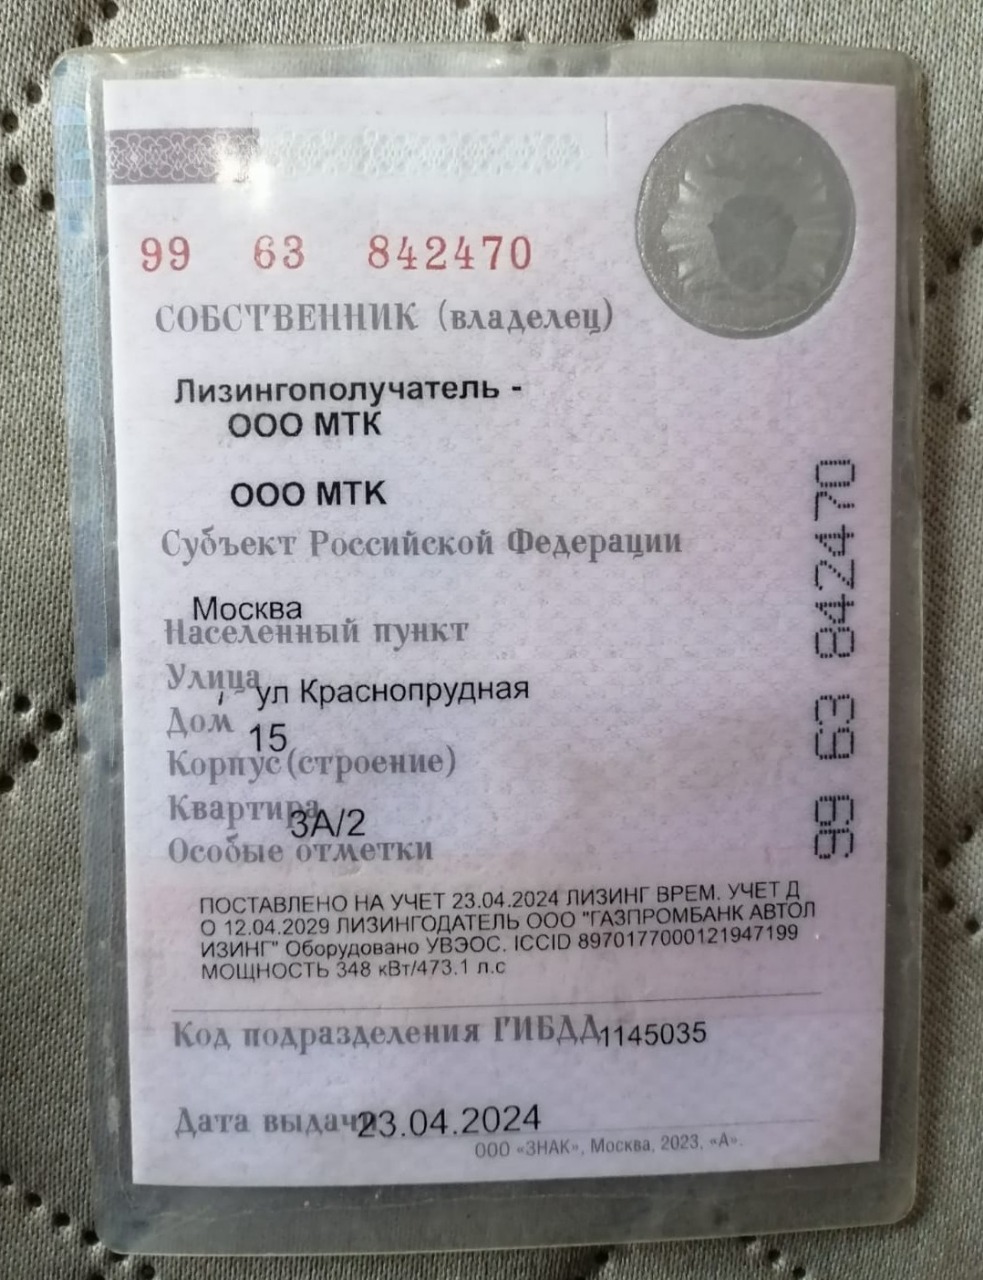 99 63 842470
СОБСТВЕННИК (владелец)
Лизингополучатель -
ООО МТК
ООО МТК
Субъект Российской Федерации
Москва
Населенный пункт
Улица
, - ул Краснопрудная
Дом
15
Корпус (строение)
Квартира
3А/2
Особые отметки
ПОСТАВЛЕНО НА УЧЕТ 23.04.2024 ЛИЗИНГ ВРЕМ. УЧЕТ Д
О 12.04.2029 ЛИЗИНГОДАТЕЛЬ ООО "ГАЗПРОМБАНК АВТОЛ
ИЗИНГ" Оборудовано УВЭОС. ICCID 8970177000121947199
МОЩНОСТЬ 348 кВт/473.1 л.с
Код подразделения ГИБДД 1145035
Дата выдачи 23.04.2024
ООО «ЗНАК», Москва, 2023, «А».
99 63 842470